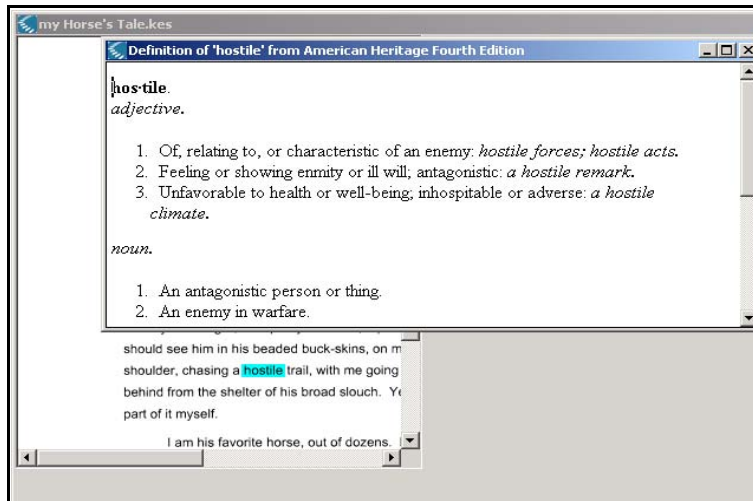 my Horse's Tale.kes
Definition of 'hostile' from American Heritage Fourth Edition
hos·tile.
adjective.
1. Of, relating to, or characteristic of an enemy: hostile forces; hostile acts.
2. Feeling or showing enmity or ill will; antagonistic: a hostile remark.
3. Unfavorable to health or well-being; inhospitable or adverse: a hostile
climate.
noun.
1. An antagonistic person or thing.
2. An enemy in warfare.
should see him in his beaded buck-skins, on m
shoulder, chasing a hostile trail, with me going
behind from the shelter of his broad slouch. Ye
part of it myself.
I am his favorite horse, out of dozens.